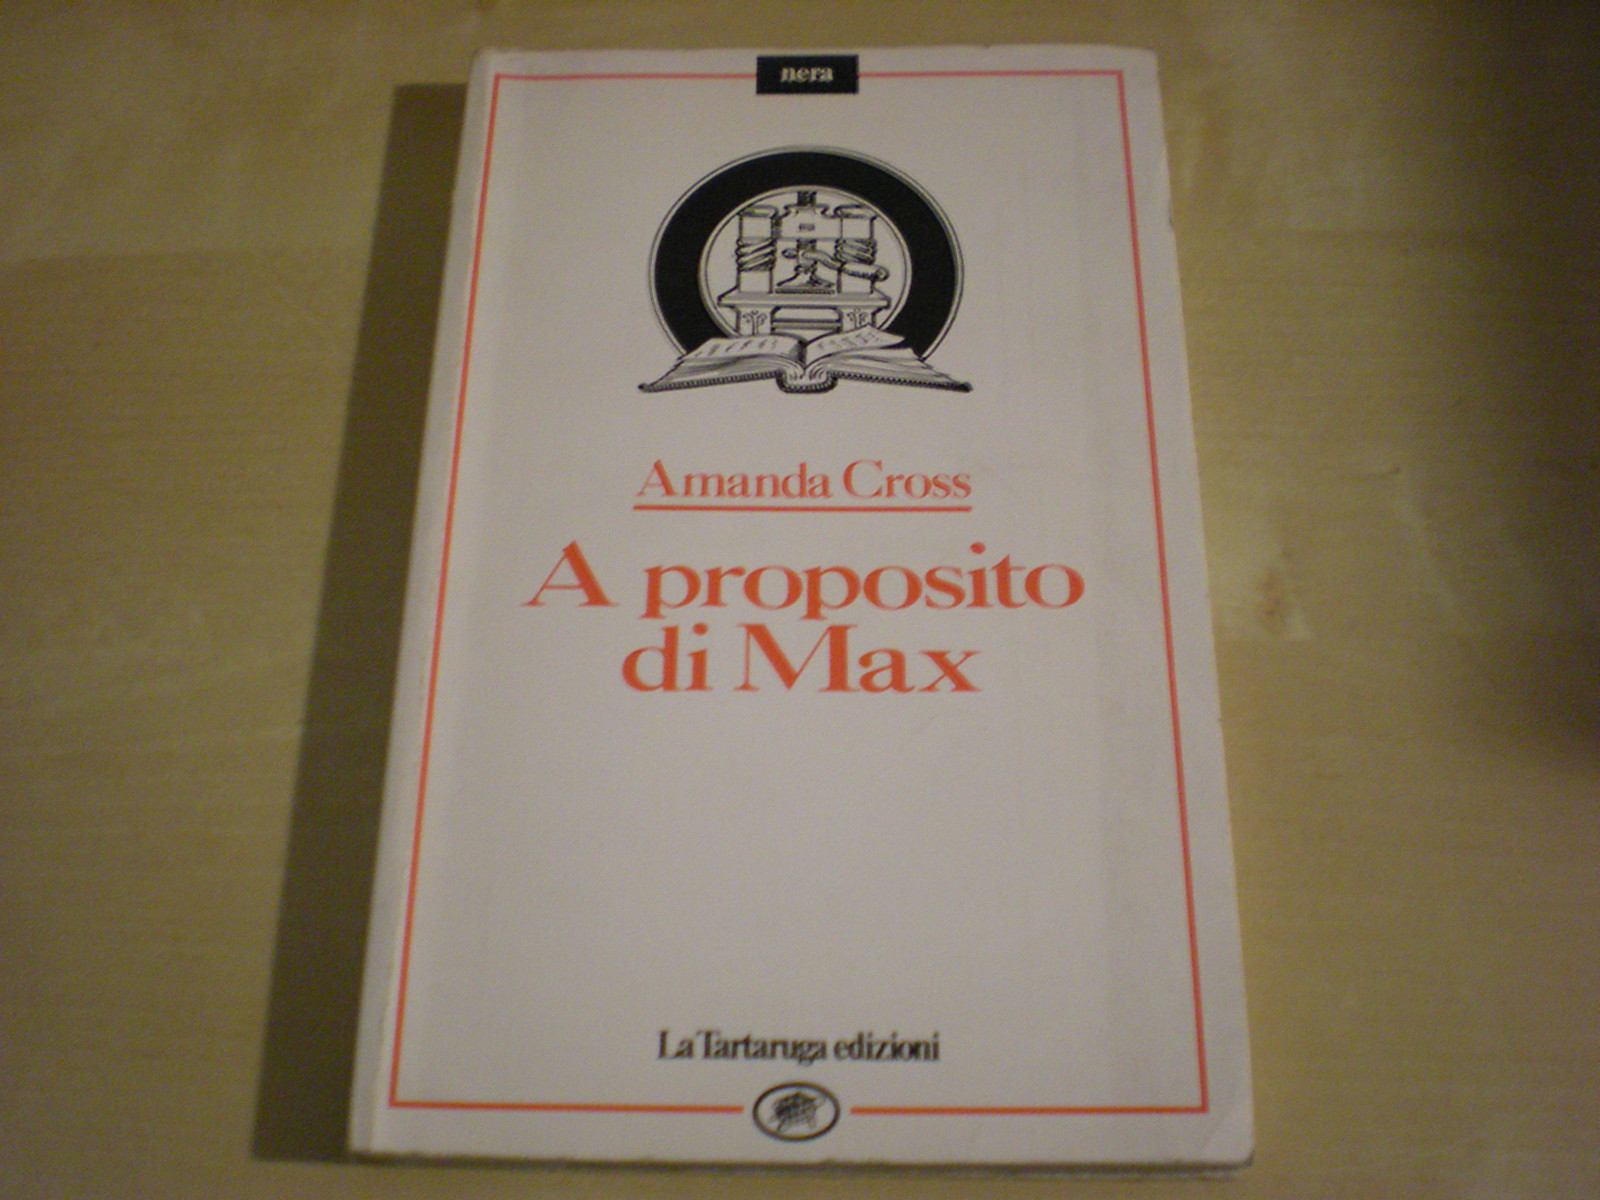 nera
Amanda Cross
A proposito
di Max
La Tartaruga edizioni